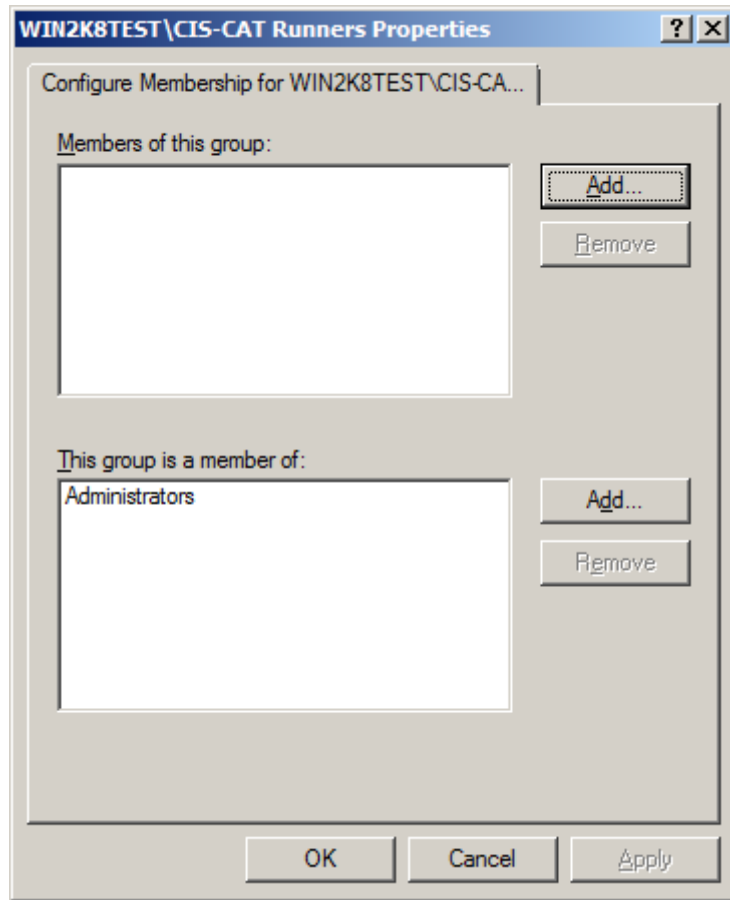 WIN2K8TEST\CIS-CAT Runners Properties
Configure Membership for WIN2K8TEST\CIS-CA...
Members of this group:
Add...
Remove
This group is a member of:
Administrators
Add...
Remove
OK Cancel Apply